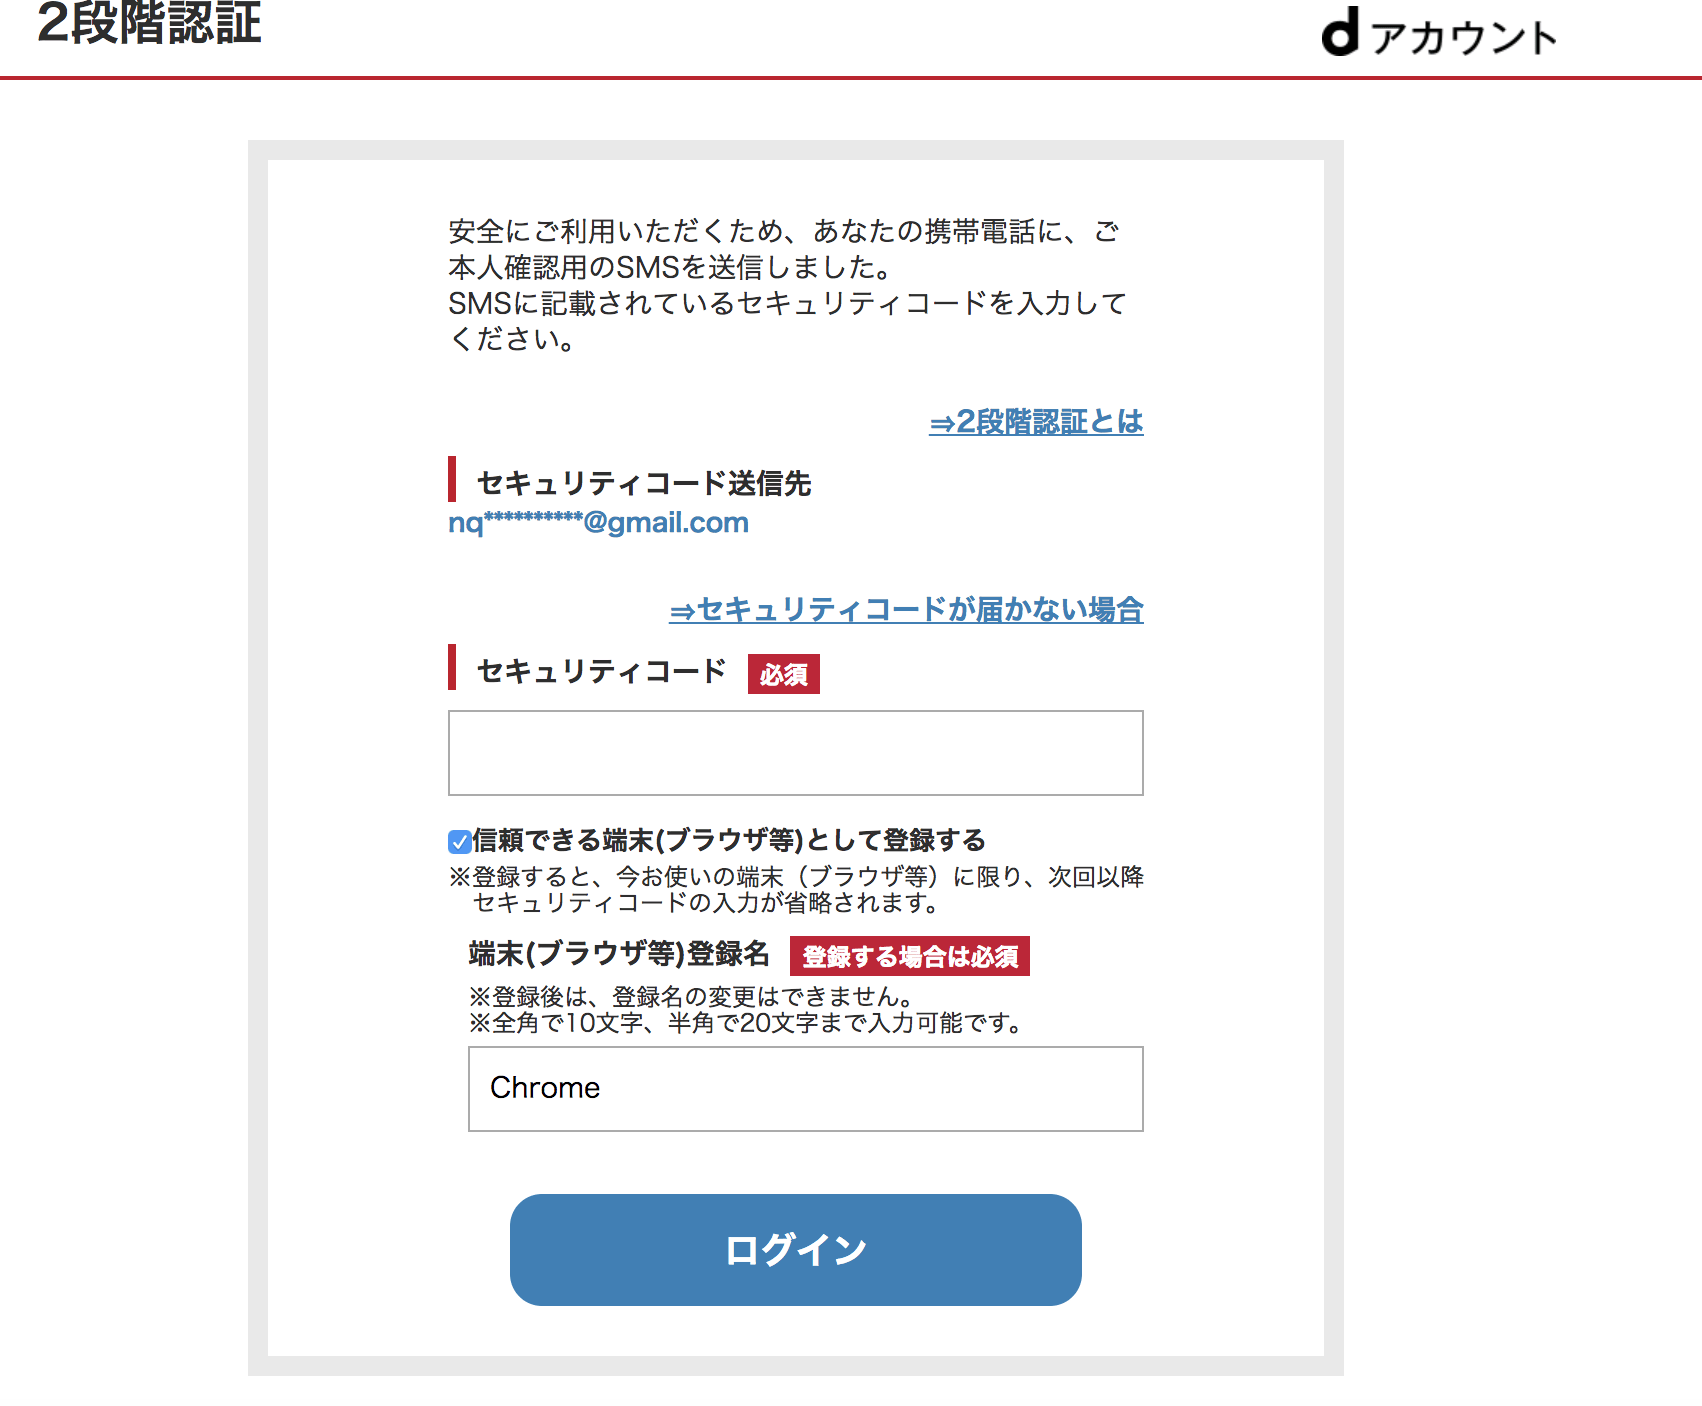 2段階認証
dアカウント
安全にご利用いただくため、あなたの携帯電話に、ご
本人確認用のSMSを送信しました。
SMSに記載されているセキュリティコードを入力して
ください。
⇒2段階認証とは
セキュリティコード送信先
nq**********@gmail.com
⇒セキュリティコードが届かない場合
セキュリティコード 必須
信頼できる端末(ブラウザ等)として登録する
※登録すると、今お使いの端末（ブラウザ等）に限り、次回以降
セキュリティコードの入力が省略されます。
端末(ブラウザ等)登録名 登録する場合は必須
※登録後は、登録名の変更はできません。
※全角で10文字、半角で20文字まで入力可能です。
Chrome
ログイン